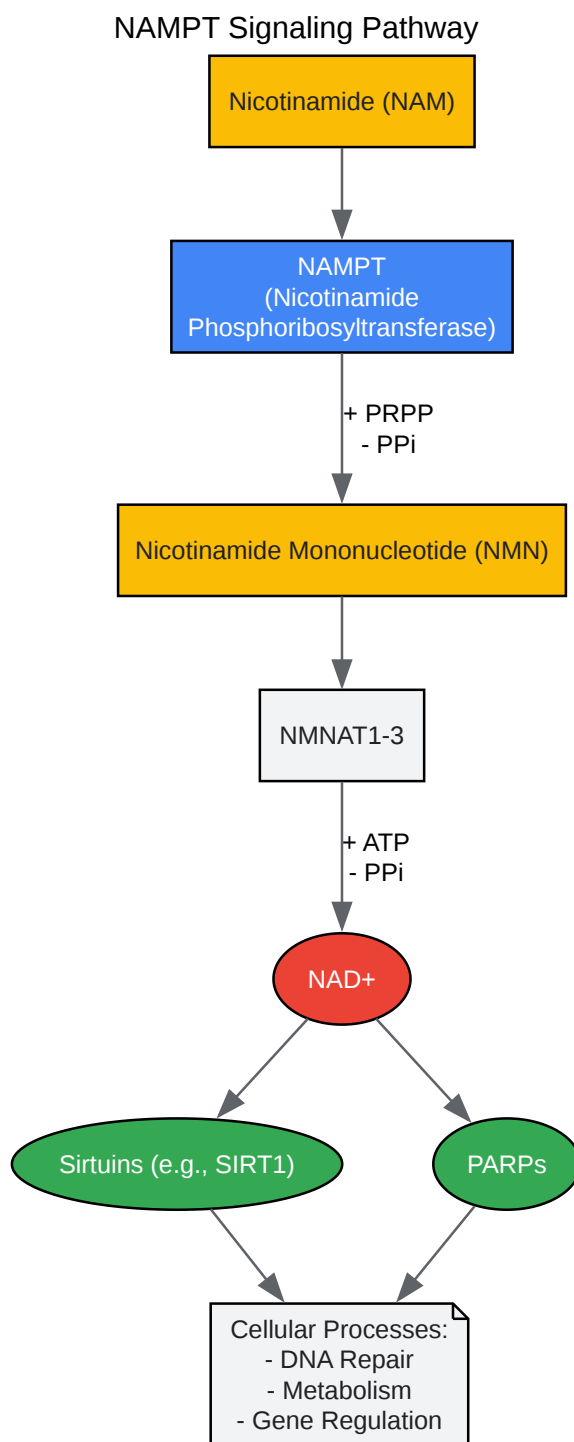 NAMPT Signaling Pathway
Nicotinamide (NAM)
NAMPT
(Nicotinamide
Phosphoribosyltransferase)
+ PRPP
- PPi
Nicotinamide Mononucleotide (NMN)
NMNAT1-3
+ ATP
- PPi
NAD+
Sirtuins (e.g., SIRT1)
PARPs
Cellular Processes:
- DNA Repair
- Metabolism
- Gene Regulation